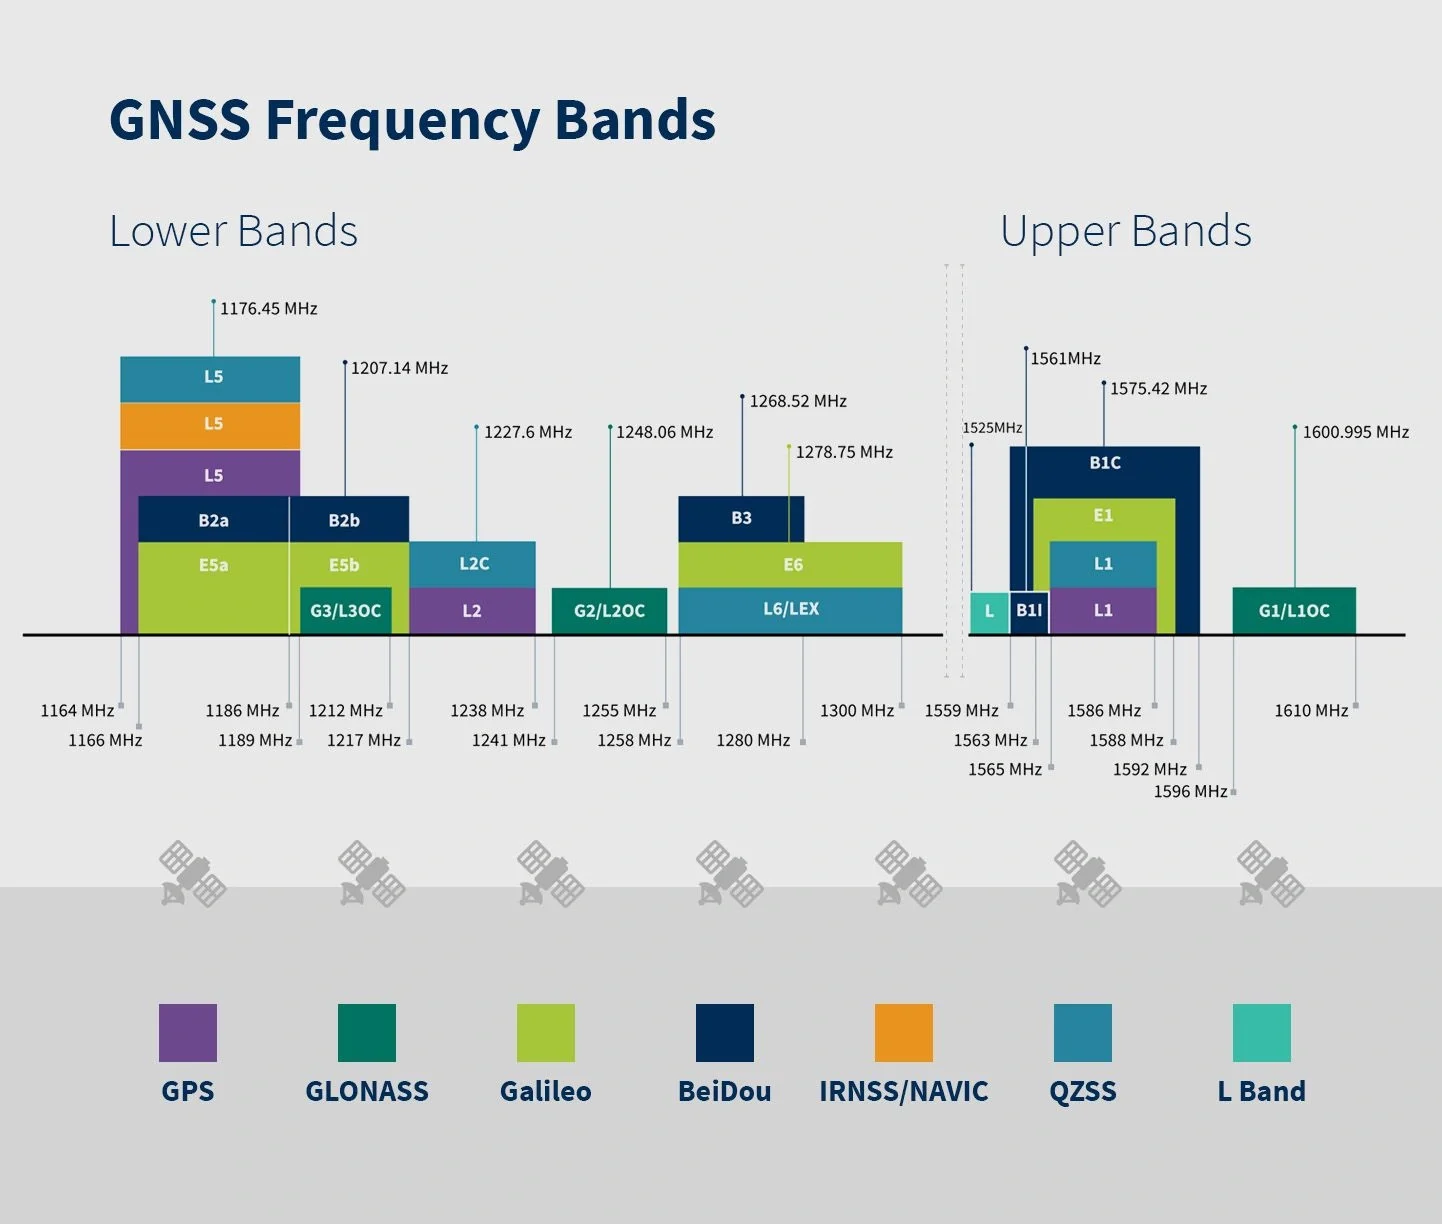 GNSS Frequency Bands
Lower Bands
Upper Bands
1176.45 MHz
1207.14 MHz
1227.6 MHz
1248.06 MHz
1268.52 MHz
1278.75 MHz
1525MHz
1561MHz
1575.42 MHz
1600.995 MHz
L5
L5
L5
B2a
B2b
E5a
E5b
G3/L3OC
L2C
L2
G2/L2OC
B3
E6
L6/LEX
B1C
E1
L1
L
B1I
L1
G1/L1OC
1164 MHz
1186 MHz
1212 MHz
1238 MHz
1255 MHz
1300 MHz
1559 MHz
1586 MHz
1610 MHz
1166 MHz
1189 MHz
1217 MHz
1241 MHz
1258 MHz
1280 MHz
1563 MHz
1588 MHz
1565 MHz
1592 MHz
1596 MHz
GPS
GLONASS
Galileo
BeiDou
IRNSS/NAVIC
QZSS
L Band